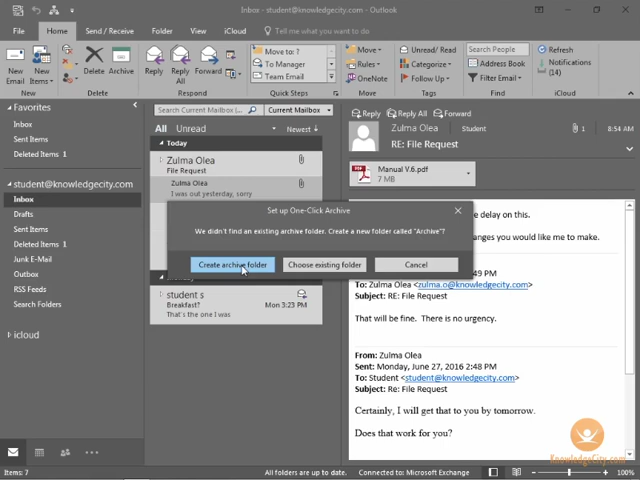 Inbox - student@knowledgecity.com - Outlook
File Home Send / Receive Folder View iCloud Tell me what you want to do
New Email
New Items
Delete
Archive
Reply
Reply All
Forward
Move to: ?
To Manager
Team Email
Move
Rules
OneNote
Unread/ Read
Categorize
Follow Up
Search People
Address Book
Filter Email
Refresh
Notifications (14)
New Delete Respond Quick Steps Move Tags Find iCloud
Favorites
Inbox
Sent Items
Deleted Items 1
student@knowledgecity.com
Inbox
Drafts
Sent Items
Deleted Items 1
Junk E-Mail
Outbox
RSS Feeds
Search Folders
icloud
Search Current Mailbox (... Current Mailbox
All Unread Newest
Today
Zulma Olea
File Request
Zulma Olea
I was out yesterday, sorry
student s
Breakfast? Mon 3:23 PM
That's the one I was
Reply Reply All Forward
Zulma Olea Student 1 8:54 AM
RE: File Request
Manual V.6.pdf
7 MB
e delay on this.
anges you would like me to make.
Set up One-Click Archive
We didn't find an existing archive folder. Create a new folder called "Archive"?
Create archive folder Choose existing folder Cancel
:49 PM
To: Zulma Olea <zulma.o@knowledgecity.com>
Subject: RE: File Request
That will be fine. There is no urgency.
From: Zulma Olea
Sent: Monday, June 27, 2016 2:48 PM
To: Student <student@knowledgecity.com>
Subject: Re: File Request
Certainly, I will get that to you by tomorrow.
Does that work for you?
KnowledgeCity.com
Items: 7 All folders are up to date. Connected to: Microsoft Exchange 100%